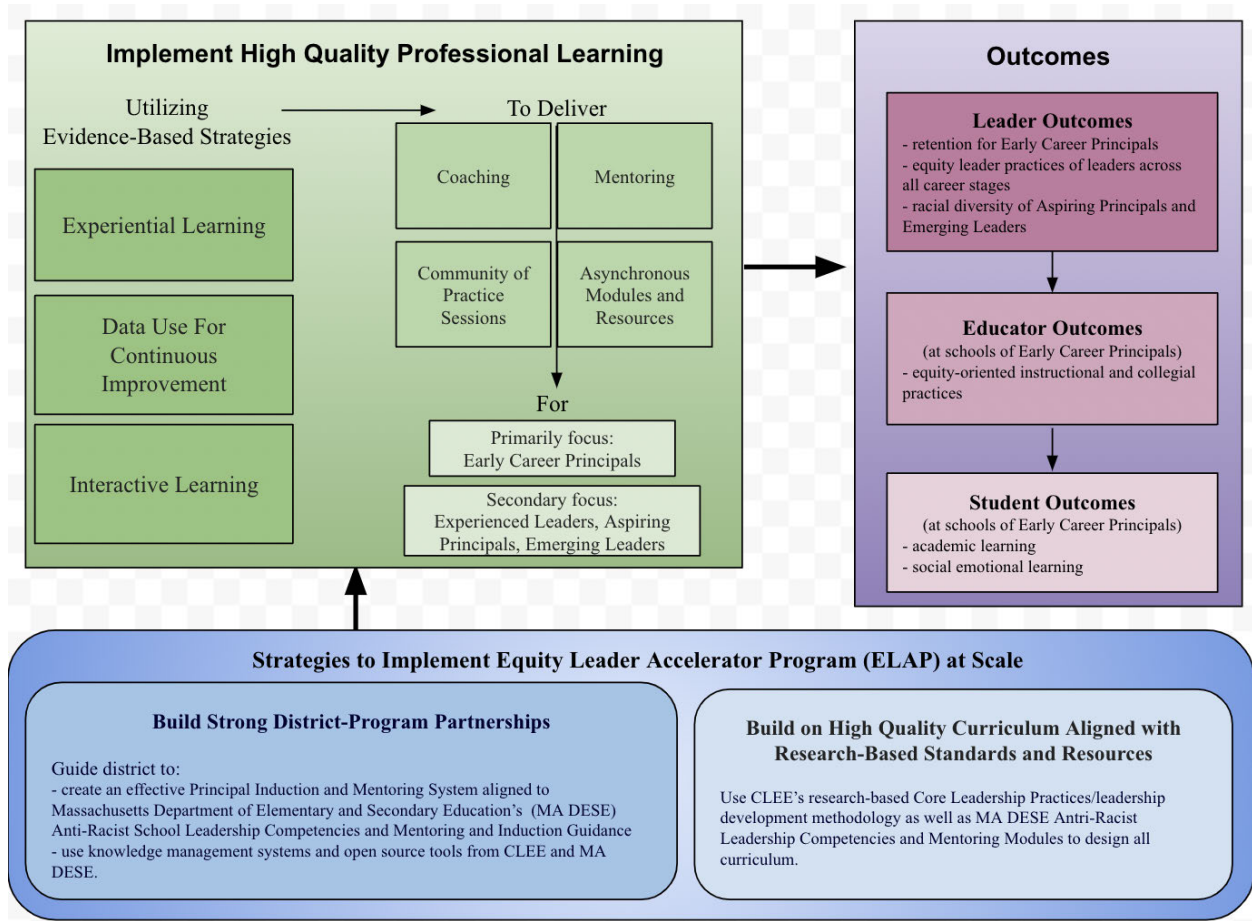 Implement High Quality Professional Learning
Utilizing
Evidence-Based Strategies
Experiential Learning
Data Use For
Continuous
Improvement
Interactive Learning
To Deliver
Coaching
Mentoring
Community of
Practice
Sessions
Asynchronous
Modules and
Resources
For
Primarily focus:
Early Career Principals
Secondary focus:
Experienced Leaders, Aspiring
Principals, Emerging Leaders
Outcomes
Leader Outcomes
- retention for Early Career Principals
- equity leader practices of leaders across
all career stages
- racial diversity of Aspiring Principals and
Emerging Leaders
Educator Outcomes
(at schools of Early Career Principals)
- equity-oriented instructional and collegial
practices
Student Outcomes
(at schools of Early Career Principals)
- academic learning
- social emotional learning
Strategies to Implement Equity Leader Accelerator Program (ELAP) at Scale
Build Strong District-Program Partnerships
Guide district to:
- create an effective Principal Induction and Mentoring System aligned to
Massachusetts Department of Elementary and Secondary Education's (MA DESE)
Anti-Racist School Leadership Competencies and Mentoring and Induction Guidance
- use knowledge management systems and open source tools from CLEE and MA
DESE.
Build on High Quality Curriculum Aligned with
Research-Based Standards and Resources
Use CLEE's research-based Core Leadership Practices/leadership
development methodology as well as MA DESE Antri-Racist
Leadership Competencies and Mentoring Modules to design all
curriculum.